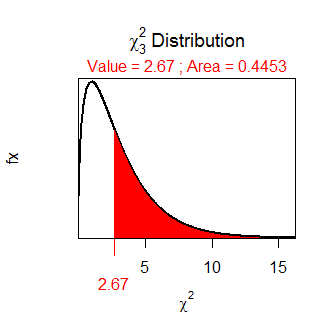 χ²₃ Distribution
Value = 2.67 ; Area = 0.4453
fx
5 10 15
2.67
χ²